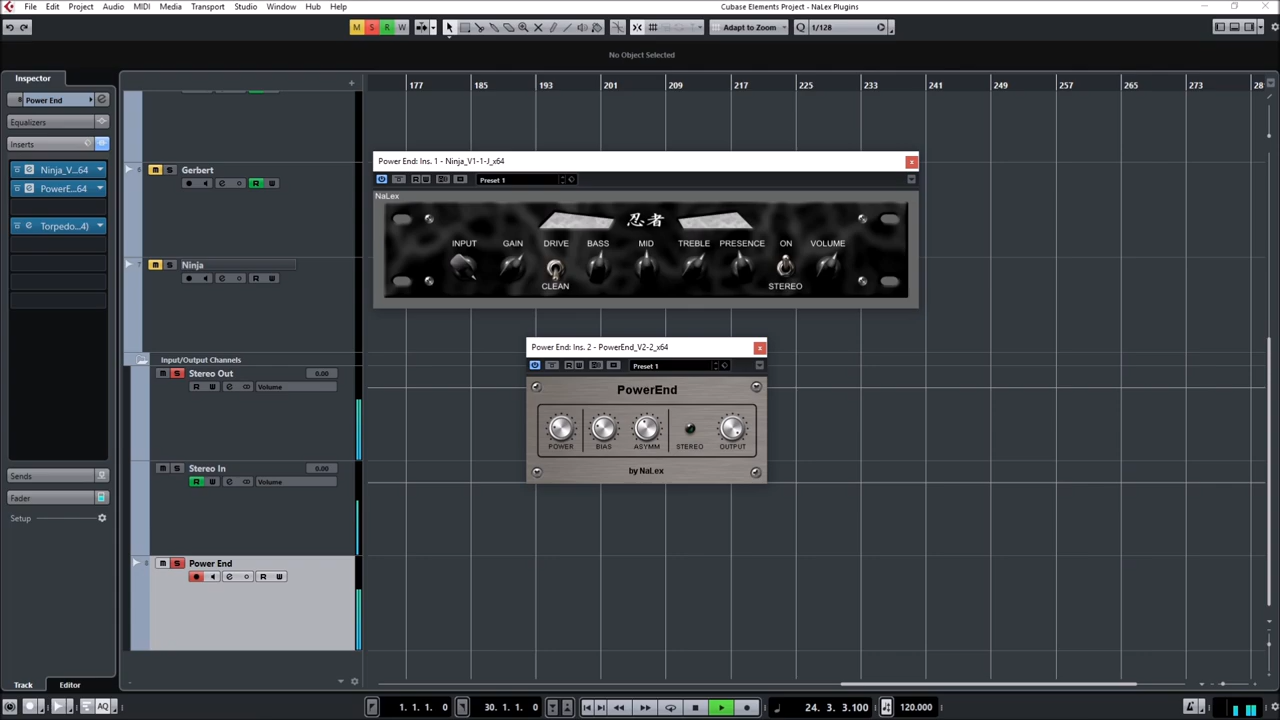 File Edit Project Audio MIDI Media Transport Studio Window Hub Help Cubase Elements Project - NaLex Plugins
M S R W Adapt to Zoom Q 1/128
No Object Selected
Inspector
177 185 193 201 209 217 225 233 241 249 257 265 273 28
Power End
Equalizers
Inserts
Ninja_V...64
PowerE...64
Torpedo...4)
Sends
Fader
Setup
M S Gerbert
R W
M S Ninja
R W
Input/Output Channels
M S Stereo Out 0.00
R W Volume
M S Stereo In 0.00
R W Volume
8 M S Power End
R W
Power End: Ins. 1 - Ninja_V1-1-J_x64
Preset 1
NaLex
忍者
INPUT GAIN DRIVE BASS MID TREBLE PRESENCE ON VOLUME
CLEAN STEREO
Power End: Ins. 2 - PowerEnd_V2-2_x64
Preset 1
PowerEnd
POWER BIAS ASYMM STEREO OUTPUT
by NaLex
Track Editor
AQ 1. 1. 1. 0 30. 1. 1. 0 24. 3. 3.100 120.000